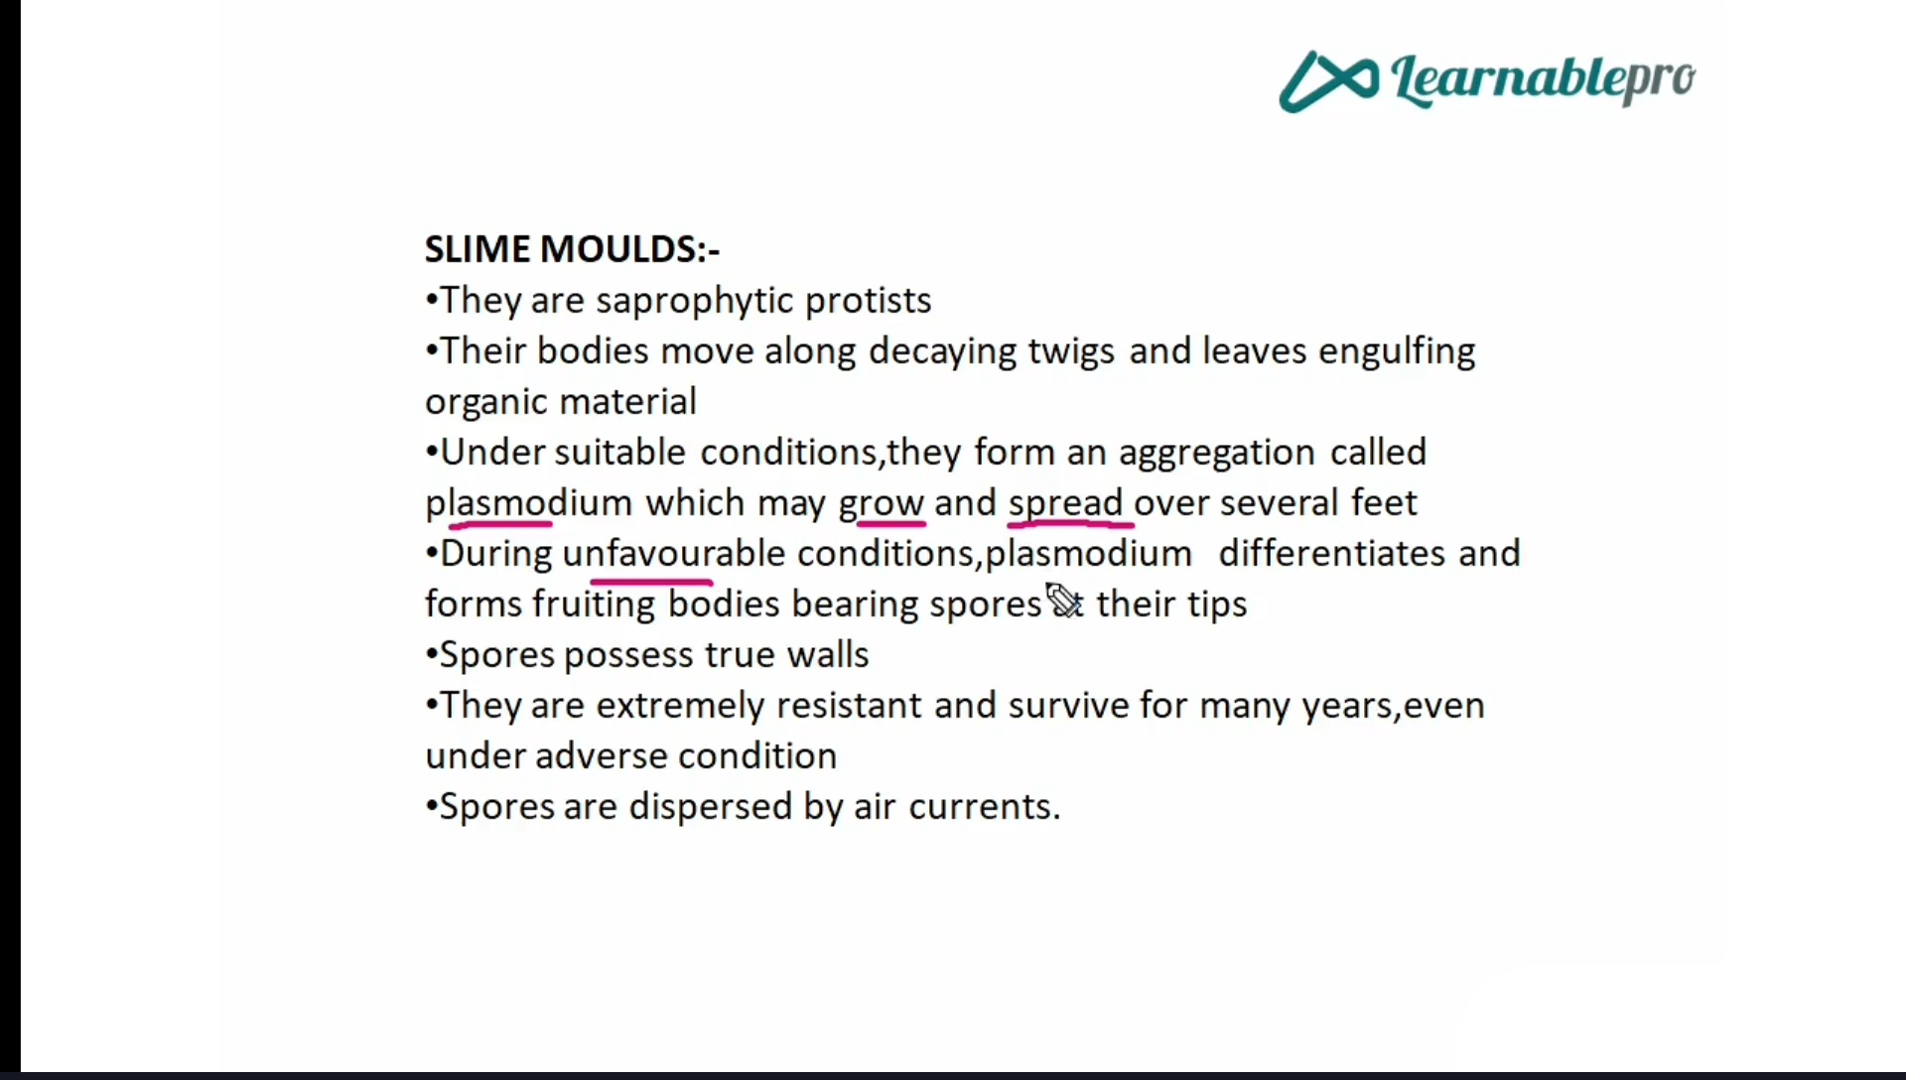 Learnablepro
SLIME MOULDS:-
•They are saprophytic protists
•Their bodies move along decaying twigs and leaves engulfing
organic material
•Under suitable conditions,they form an aggregation called
plasmodium which may grow and spread over several feet
•During unfavourable conditions,plasmodium differentiates and
forms fruiting bodies bearing spores at their tips
•Spores possess true walls
•They are extremely resistant and survive for many years,even
under adverse condition
•Spores are dispersed by air currents.